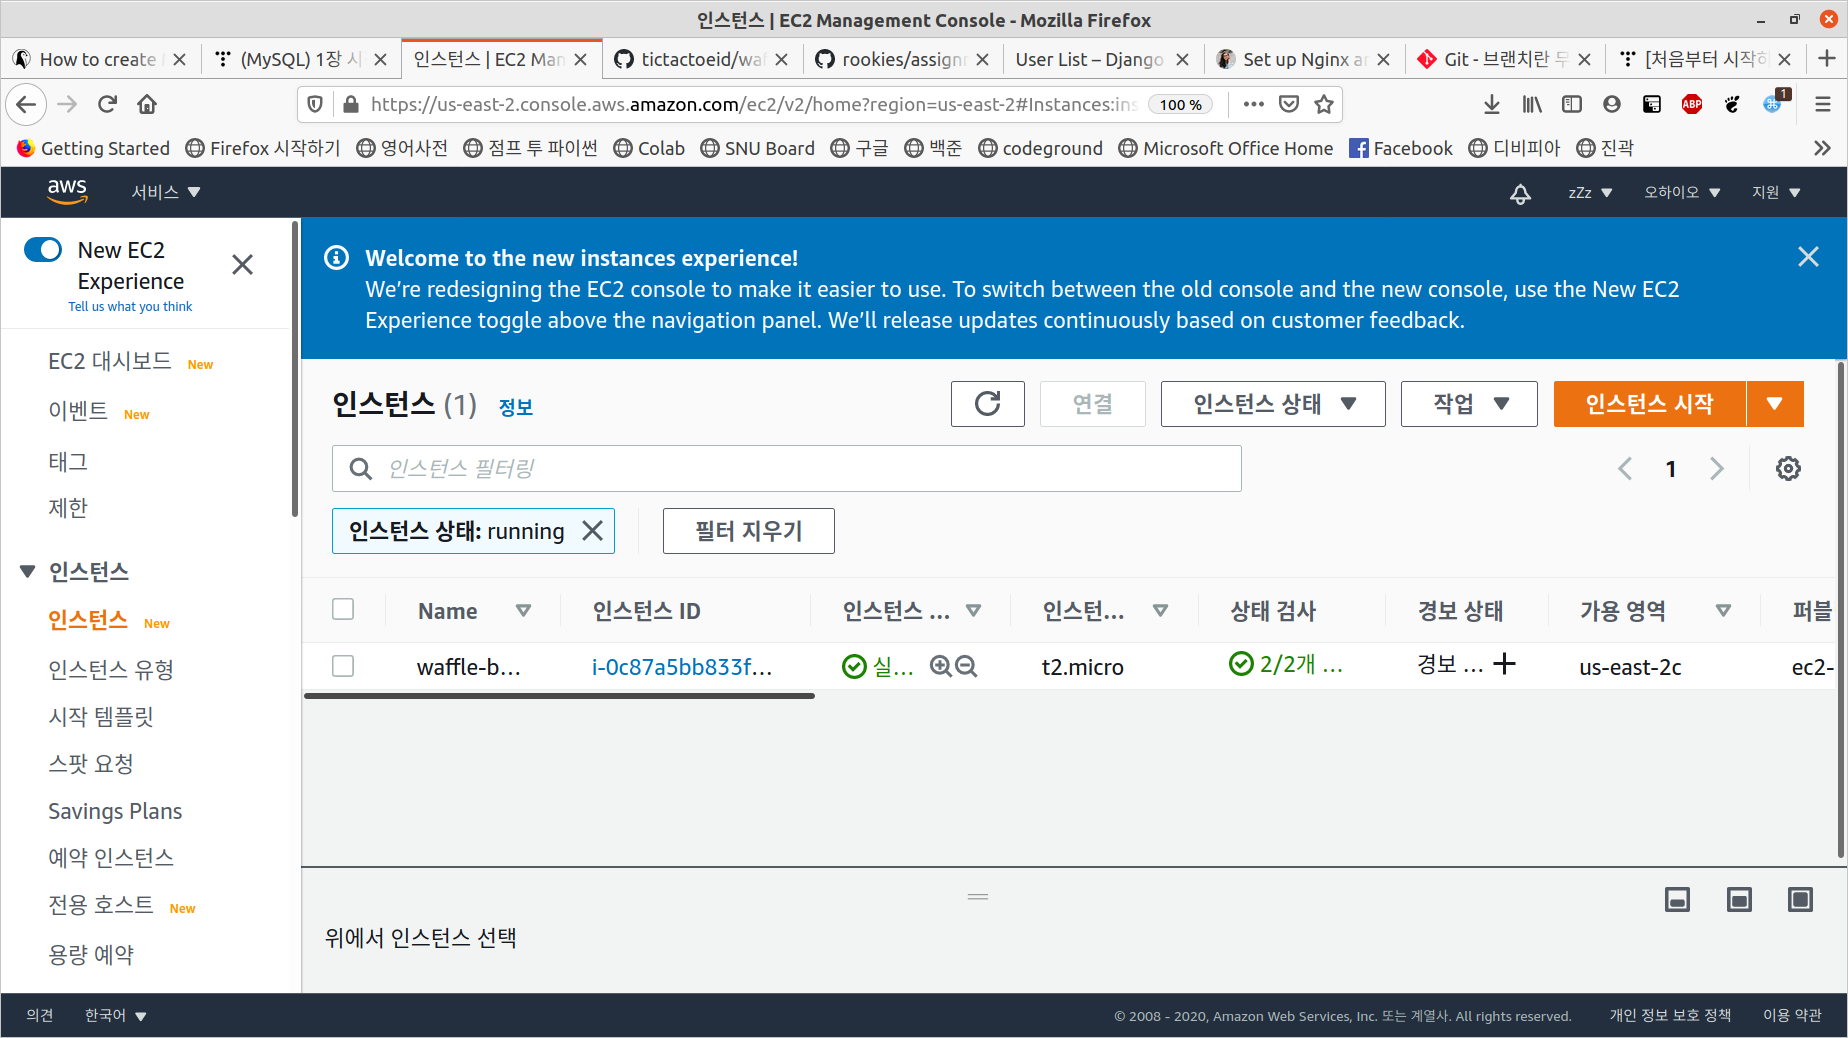 인스턴스 | EC2 Management Console - Mozilla Firefox
How to create
(MySQL) 1장 시
인스턴스 | EC2 Man
tictactoeid/waf
rookies/assignm
User List – Django
Set up Nginx an
Git - 브랜치란 무
[처음부터 시작하
https://us-east-2.console.aws.amazon.com/ec2/v2/home?region=us-east-2#Instances:ins
100 %
ABP
1
Getting Started
Firefox 시작하기
영어사전
점프 투 파이썬
Colab
SNU Board
구글
백준
codeground
Microsoft Office Home
Facebook
디비피아
진곽
aws
서비스
zZz
오하이오
지원
New EC2
Experience
Tell us what you think
Welcome to the new instances experience!
We're redesigning the EC2 console to make it easier to use. To switch between the old console and the new console, use the New EC2
Experience toggle above the navigation panel. We'll release updates continuously based on customer feedback.
EC2 대시보드 New
이벤트 New
태그
제한
인스턴스
인스턴스 New
인스턴스 유형
시작 템플릿
스팟 요청
Savings Plans
예약 인스턴스
전용 호스트 New
용량 예약
인스턴스 (1) 정보
연결
인스턴스 상태
작업
인스턴스 시작
인스턴스 필터링
1
인스턴스 상태: running
필터 지우기
Name
인스턴스 ID
인스턴스 ...
인스턴...
상태 검사
경보 상태
가용 영역
퍼블
waffle-b...
i-0c87a5bb833f...
실...
t2.micro
2/2개 ...
경보 ...
us-east-2c
ec2-
위에서 인스턴스 선택
의견
한국어
© 2008 - 2020, Amazon Web Services, Inc. 또는 계열사. All rights reserved.
개인 정보 보호 정책
이용 약관